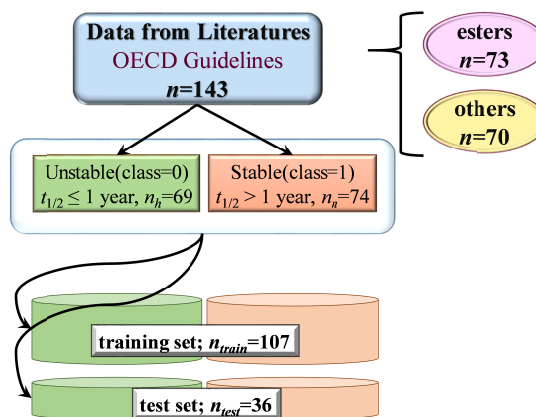 Data from Literatures
OECD Guidelines
n=143
esters
n=73
others
n=70
Unstable(class=0)
t1/2 ≤ 1 year, nh=69
Stable(class=1)
t1/2 > 1 year, nn=74
training set; ntrain=107
test set; ntest=36